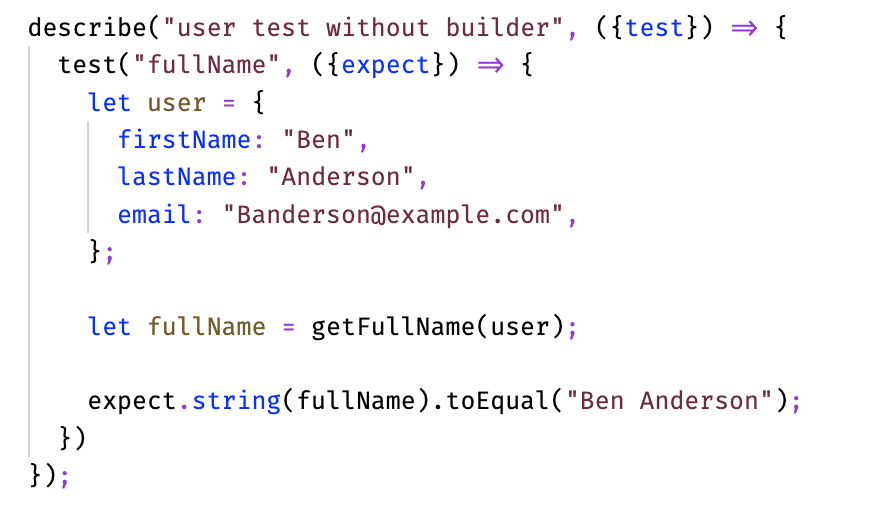 describe("user test without builder", ({test}) => {
test("fullName", ({expect}) => {
let user = {
firstName: "Ben",
lastName: "Anderson",
email: "Banderson@example.com",
};
let fullName = getFullName(user);
expect.string(fullName).toEqual("Ben Anderson");
})
});